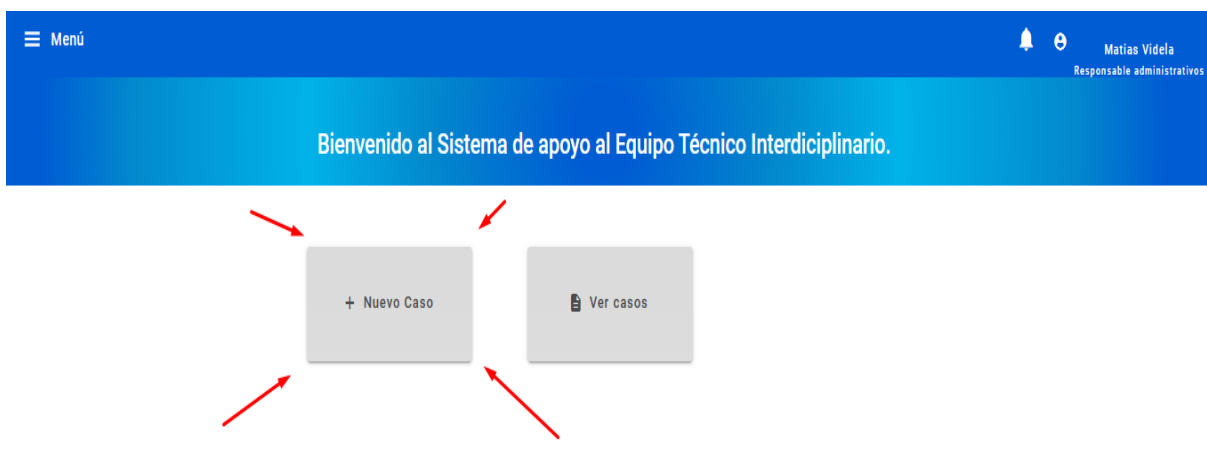 Menú
Matias Videla
Responsable administrativos
Bienvenido al Sistema de apoyo al Equipo Técnico Interdiciplinario.
+ Nuevo Caso
Ver casos